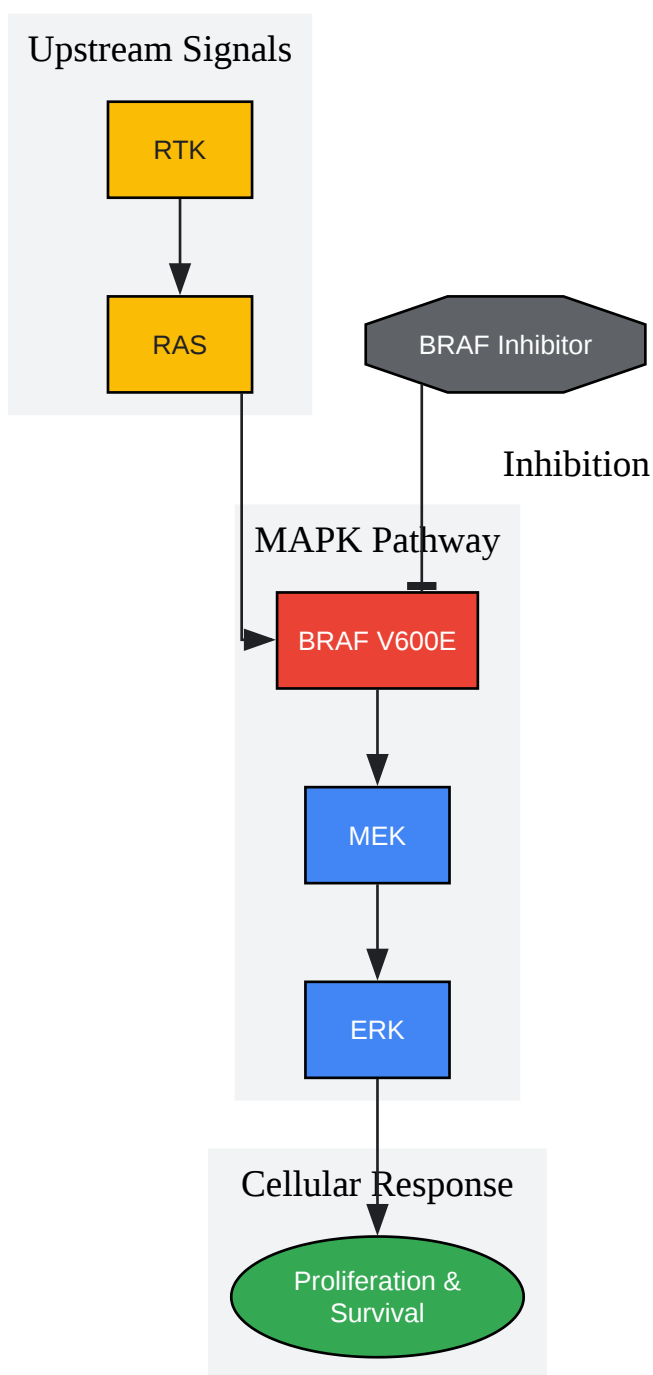 Upstream Signals
RTK
RAS
BRAF Inhibitor
Inhibition
MAPK Pathway
BRAF V600E
MEK
ERK
Cellular Response
Proliferation &
Survival